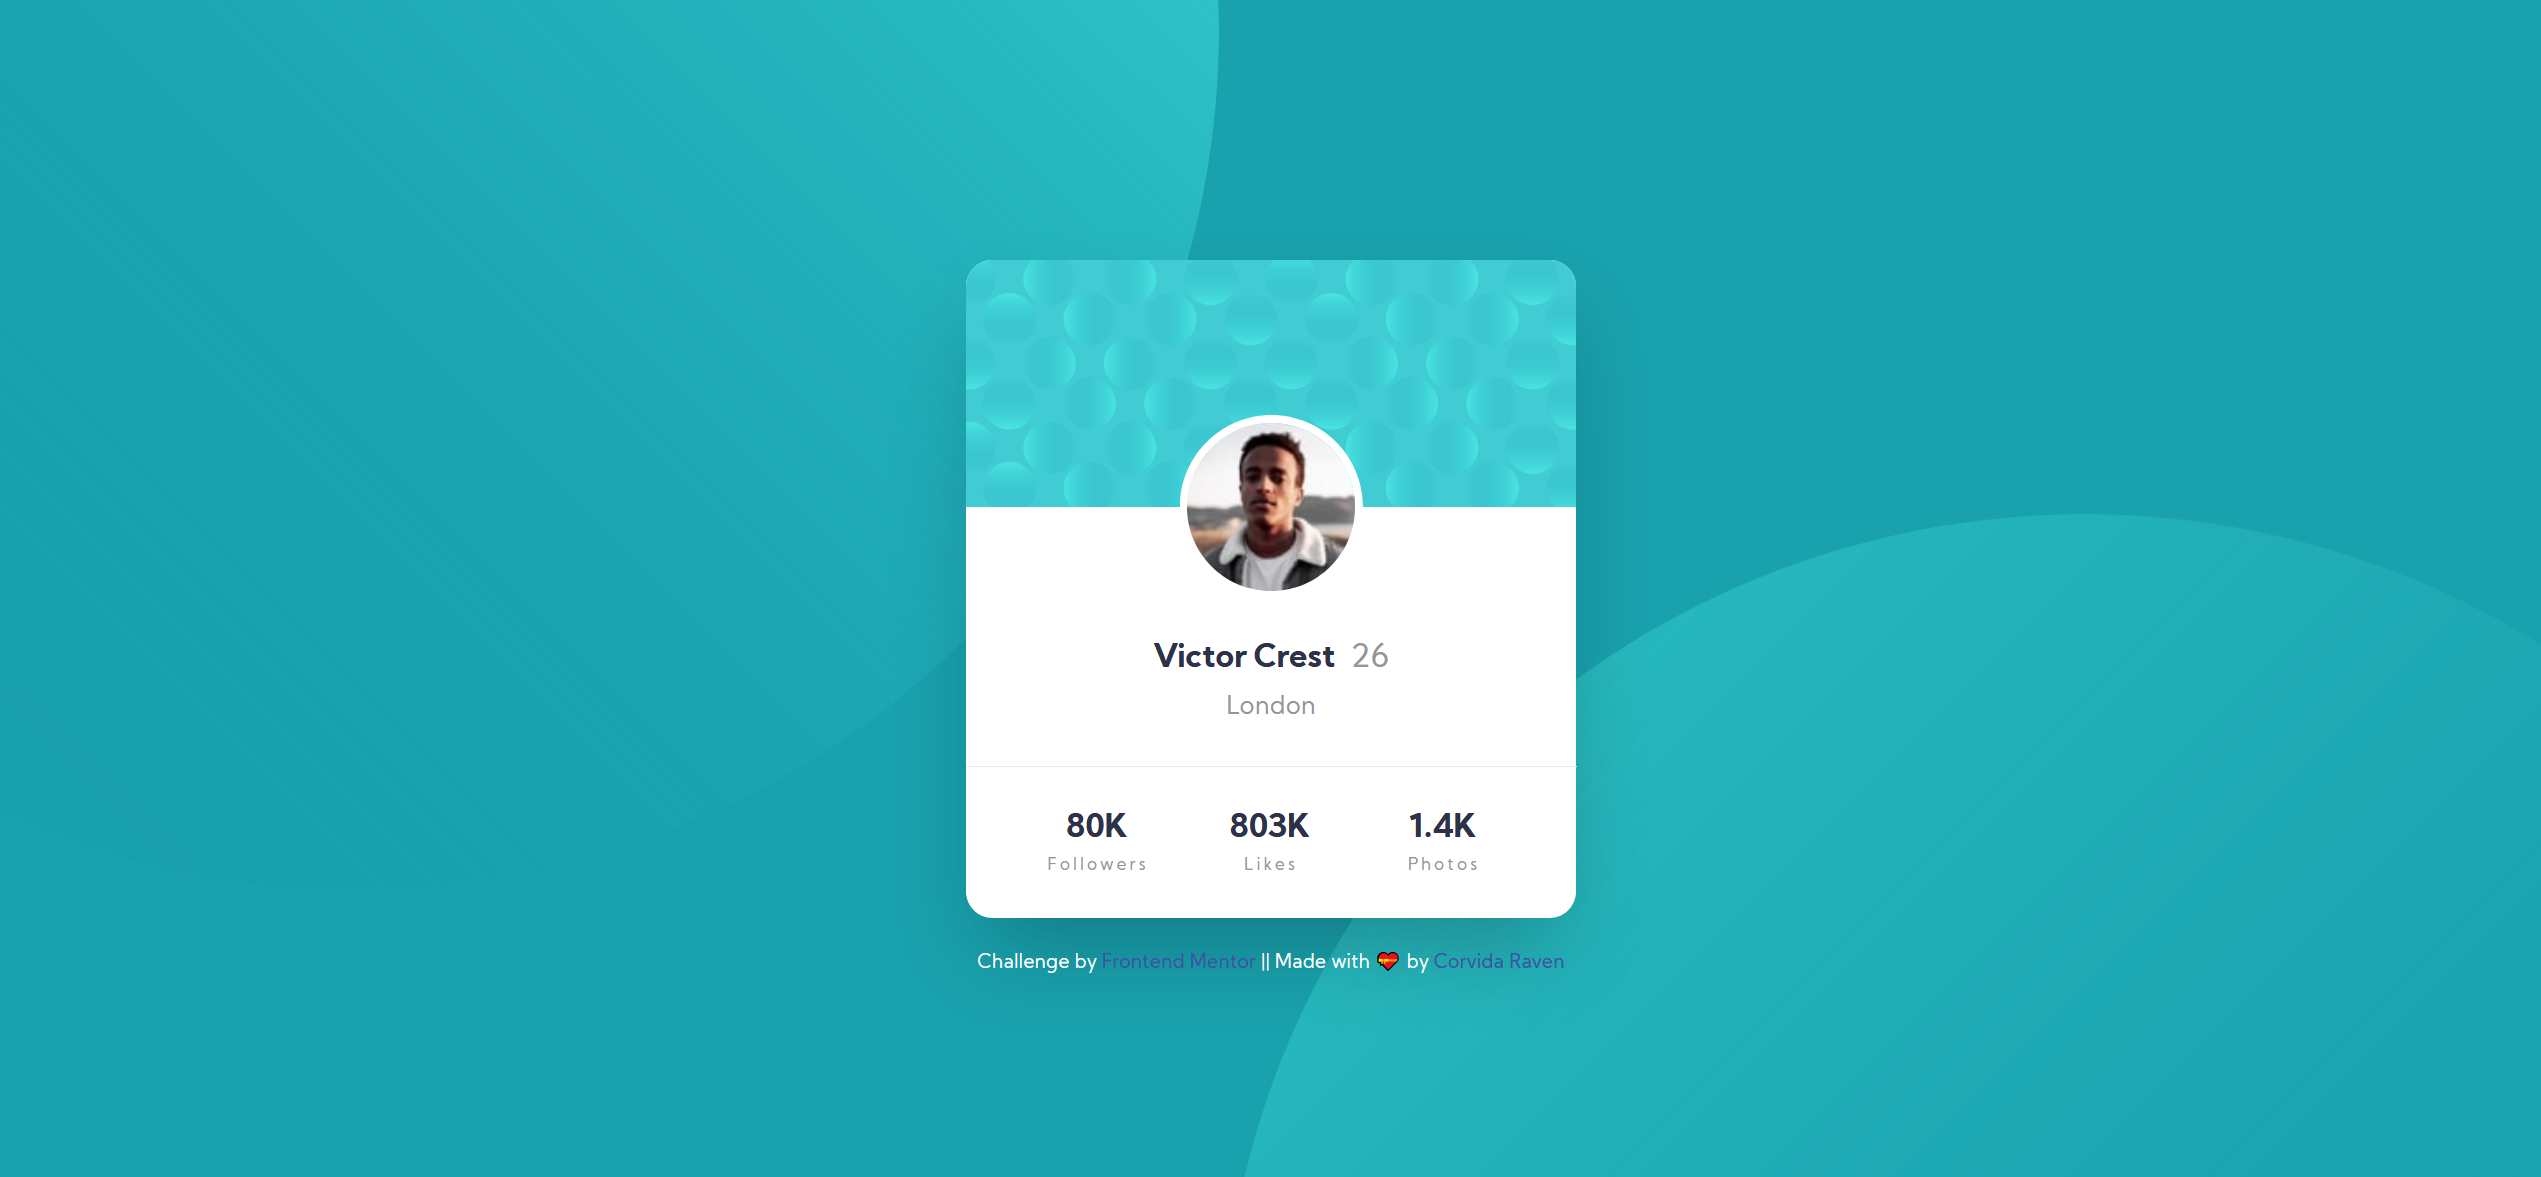 Victor Crest 26
London
80K 803K 1.4K
Followers Likes Photos
Challenge by Frontend Mentor || Made with by Corvida Raven